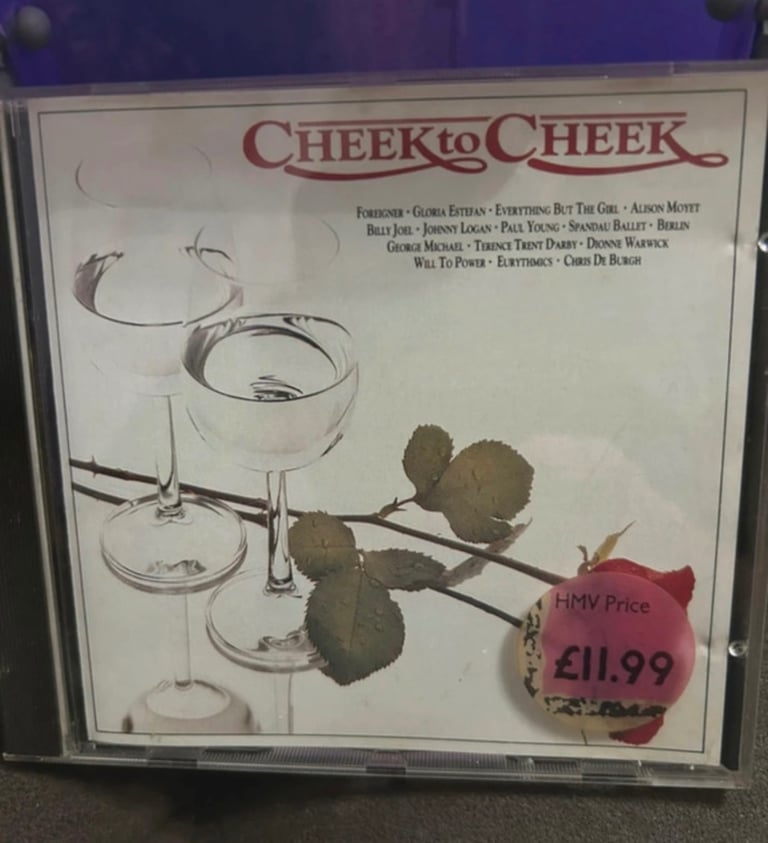 CHEEK to CHEEK
FOREIGNER • GLORIA ESTEFAN • EVERYTHING BUT THE GIRL • ALISON MOYET
BILLY JOEL • JOHNNY LOGAN • PAUL YOUNG • SPANDAU BALLET • BERLIN
GEORGE MICHAEL • TERENCE TRENT D'ARBY • DIONNE WARWICK
WILL TO POWER • EURYTHMICS • CHRIS DE BURGH
HMV Price
£11.99